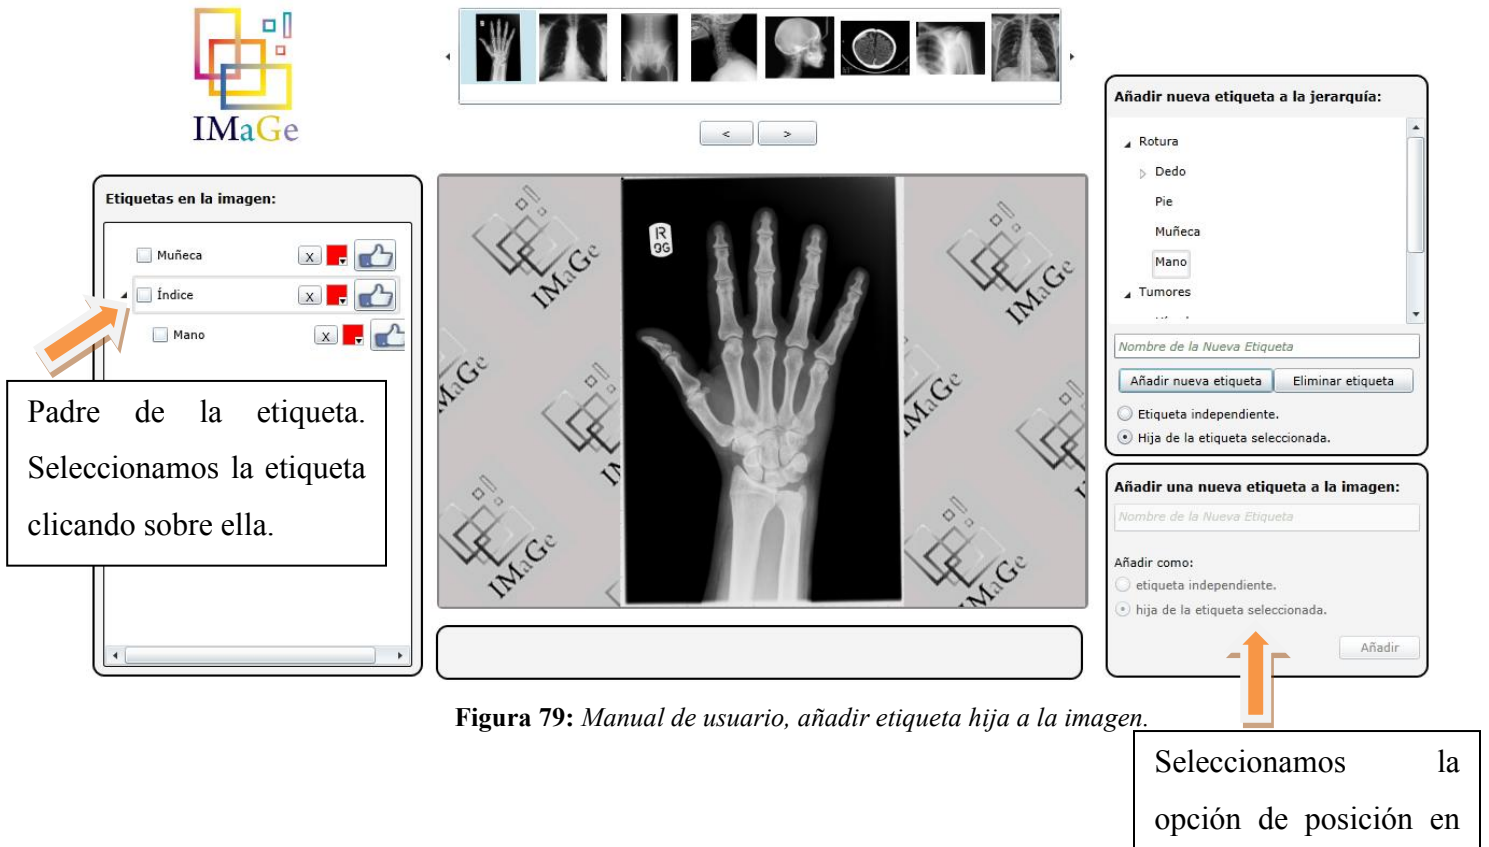 IMaGe
< >
Etiquetas en la imagen:
Muñeca X
Índice X
Mano X
Padre de la etiqueta.
Seleccionamos la etiqueta
clicando sobre ella.
R
IMaGe
IMaGe
MaGe
MaGe
IMaGe
IMaGe
Añadir nueva etiqueta a la jerarquía:
Rotura
Dedo
Pie
Muñeca
Mano
Tumores
Nombre de la Nueva Etiqueta
Añadir nueva etiqueta Eliminar etiqueta
Etiqueta independiente.
Hija de la etiqueta seleccionada.
Añadir una nueva etiqueta a la imagen:
Nombre de la Nueva Etiqueta
Añadir como:
etiqueta independiente.
hija de la etiqueta seleccionada.
Añadir
Figura 79: Manual de usuario, añadir etiqueta hija a la imagen.
Seleccionamos la
opción de posición en